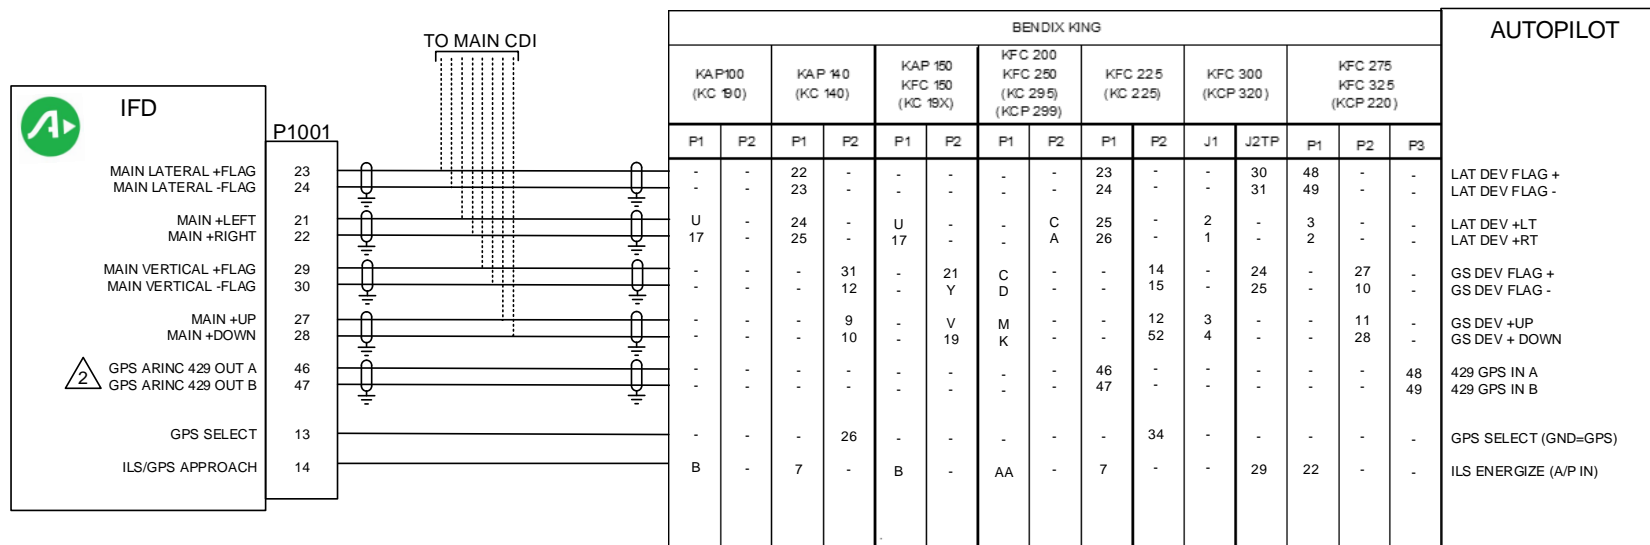 BENDIX KING
AUTOPILOT
TO MAIN CDI
KAP100 (KC 190)
KAP 140 (KC 140)
KAP 150 KFC 150 (KC 19X)
KFC 200 KFC 250 (KC 295) (KCP 299)
KFC 225 (KC 225)
KFC 300 (KCP 320)
KFC 275 KFC 325 (KCP 220)
IFD
P1001
P1 P2 P1 P2 P1 P2 P1 P2 P1 P2 J1 J2TP P1 P2 P3
MAIN LATERAL +FLAG 23 - - 22 - - - - - 23 - - 30 48 - - LAT DEV FLAG +
MAIN LATERAL -FLAG 24 - - 23 - - - - - 24 - - 31 49 - - LAT DEV FLAG -
MAIN +LEFT 21 U - 24 - U - - C 25 - 2 - 3 - - LAT DEV +LT
MAIN +RIGHT 22 17 - 25 - 17 - - A 26 - 1 - 2 - - LAT DEV +RT
MAIN VERTICAL +FLAG 29 - - - 31 - 21 C - - 14 - 24 - 27 - GS DEV FLAG +
MAIN VERTICAL -FLAG 30 - - - 12 - Y D - - 15 - 25 - 10 - GS DEV FLAG -
MAIN +UP 27 - - - 9 - V M - - 12 3 - - 11 - GS DEV +UP
MAIN +DOWN 28 - - - 10 - 19 K - - 52 4 - - 28 - GS DEV + DOWN
2
GPS ARINC 429 OUT A 46 - - - - - - - - 46 - - - - - 48 429 GPS IN A
GPS ARINC 429 OUT B 47 - - - - - - - - 47 - - - - - 49 429 GPS IN B
GPS SELECT 13 - - - 26 - - - - - 34 - - - - - GPS SELECT (GND=GPS)
ILS/GPS APPROACH 14 B - 7 - B - AA - 7 - - 29 22 - - ILS ENERGIZE (A/P IN)